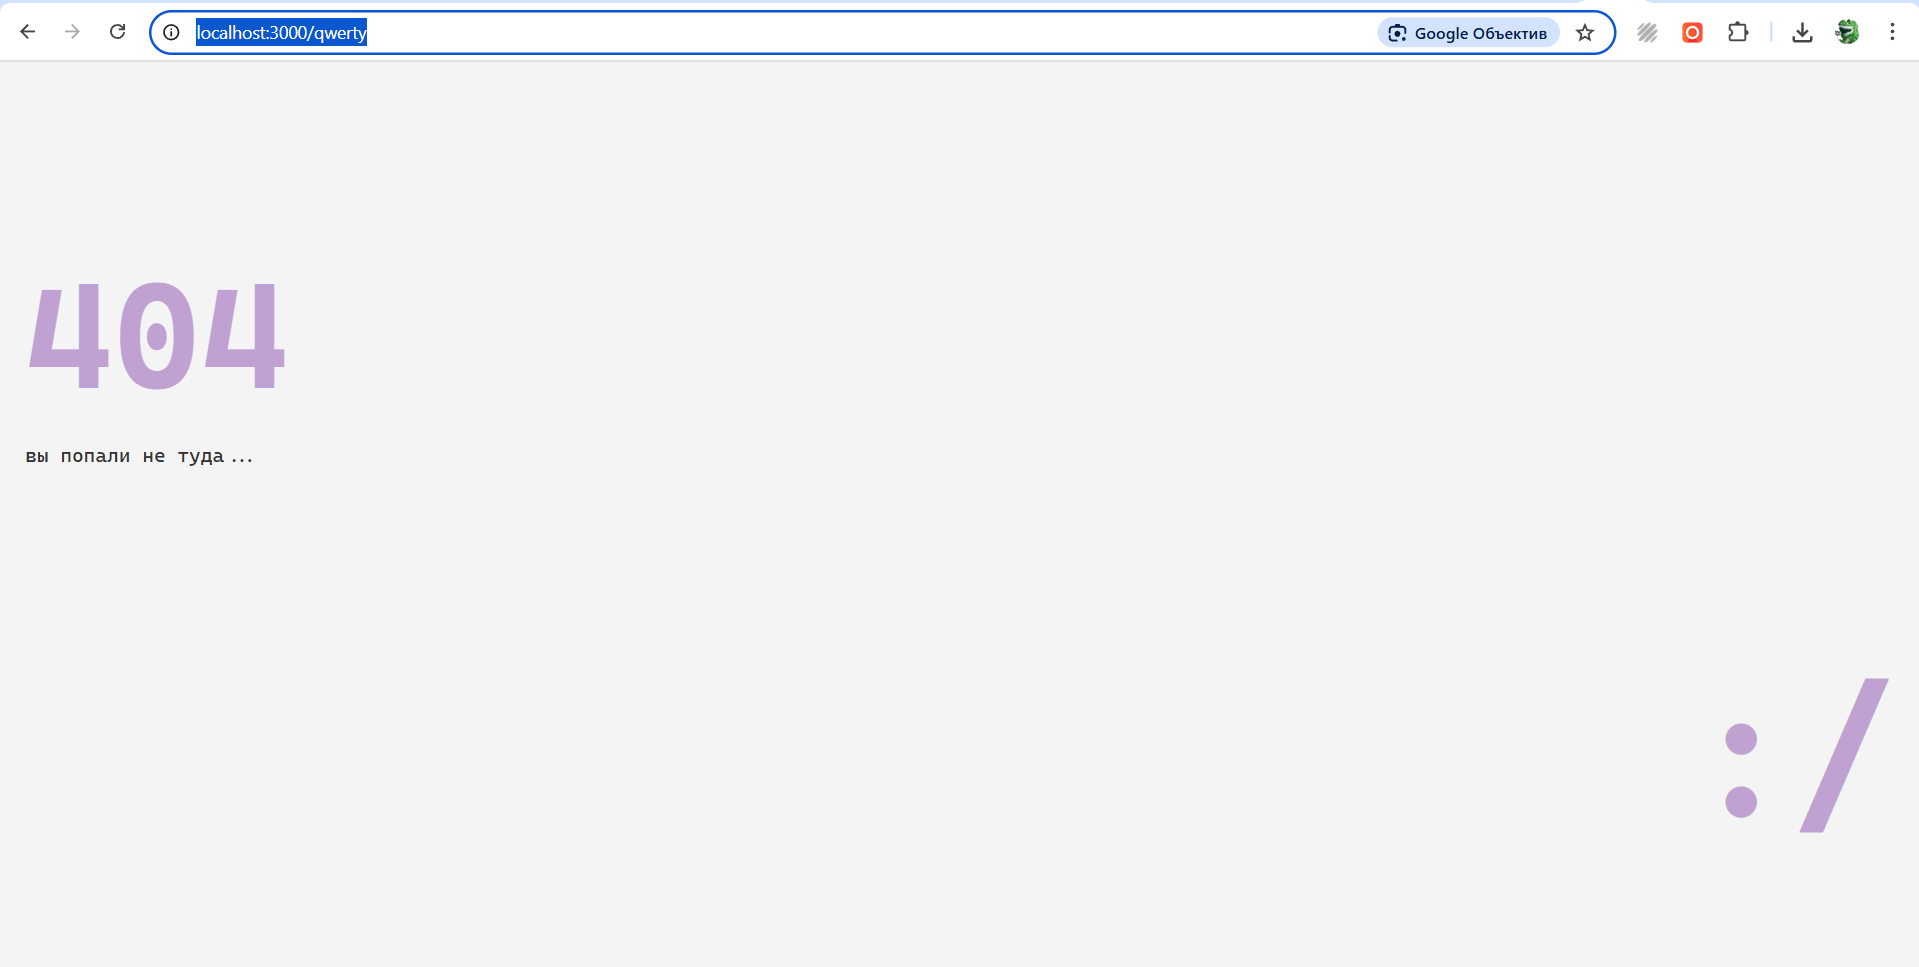 localhost:3000/qwerty
Google Объектив
404
вы попали не туда...
:/